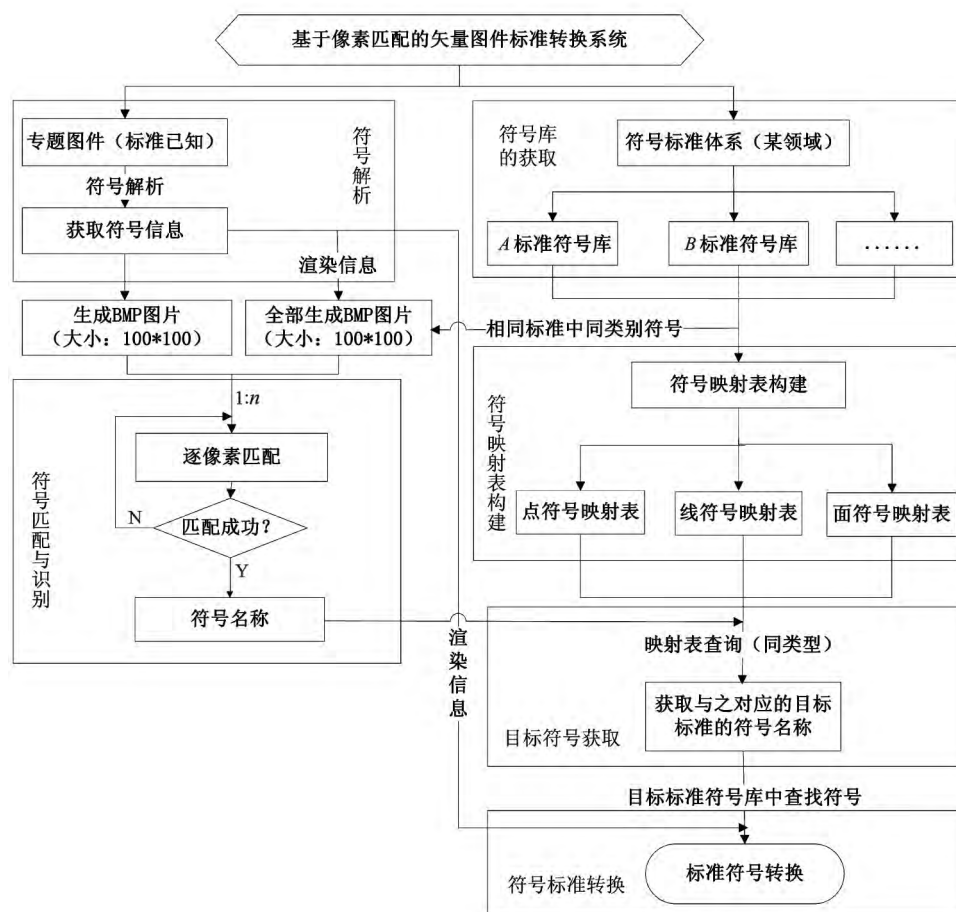 基于像素匹配的矢量图件标准转换系统
专题图件（标准已知）
符号解析
获取符号信息
符号解析
渲染信息
生成BMP图片
（大小：100*100）
全部生成BMP图片
（大小：100*100）
符号库
的获取
符号标准体系（某领域）
A标准符号库
B标准符号库
......
相同标准中同类别符号
符号映射表构建
符号映射表构建
点符号映射表
线符号映射表
面符号映射表
1:n
逐像素匹配
匹配成功？
N
Y
符号名称
符号匹配与识别
渲染信息
映射表查询（同类型）
获取与之对应的目标
标准的符号名称
目标符号获取
目标标准符号库中查找符号
标准符号转换
符号标准转换